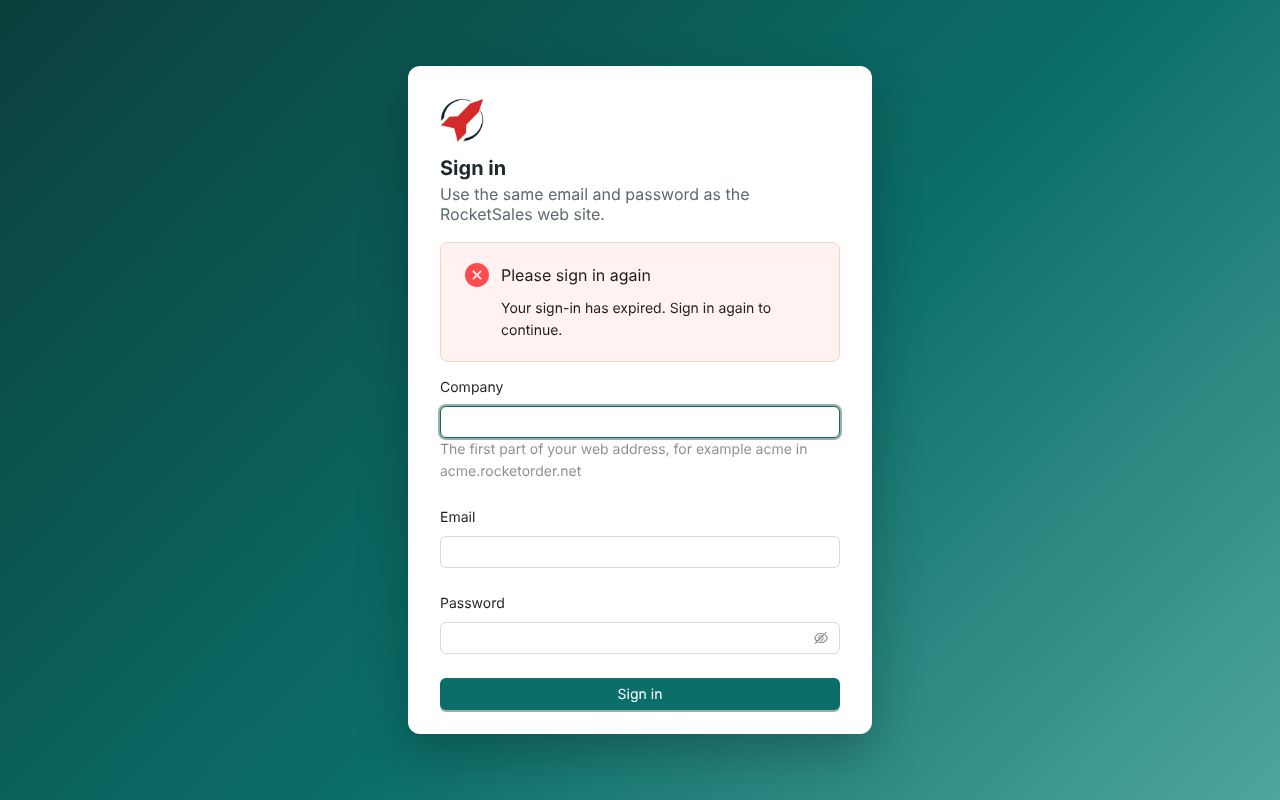 Sign in
Use the same email and password as the
RocketSales web site.
Please sign in again
Your sign-in has expired. Sign in again to
continue.
Company
The first part of your web address, for example acme in
acme.rocketorder.net
Email
Password
Sign in